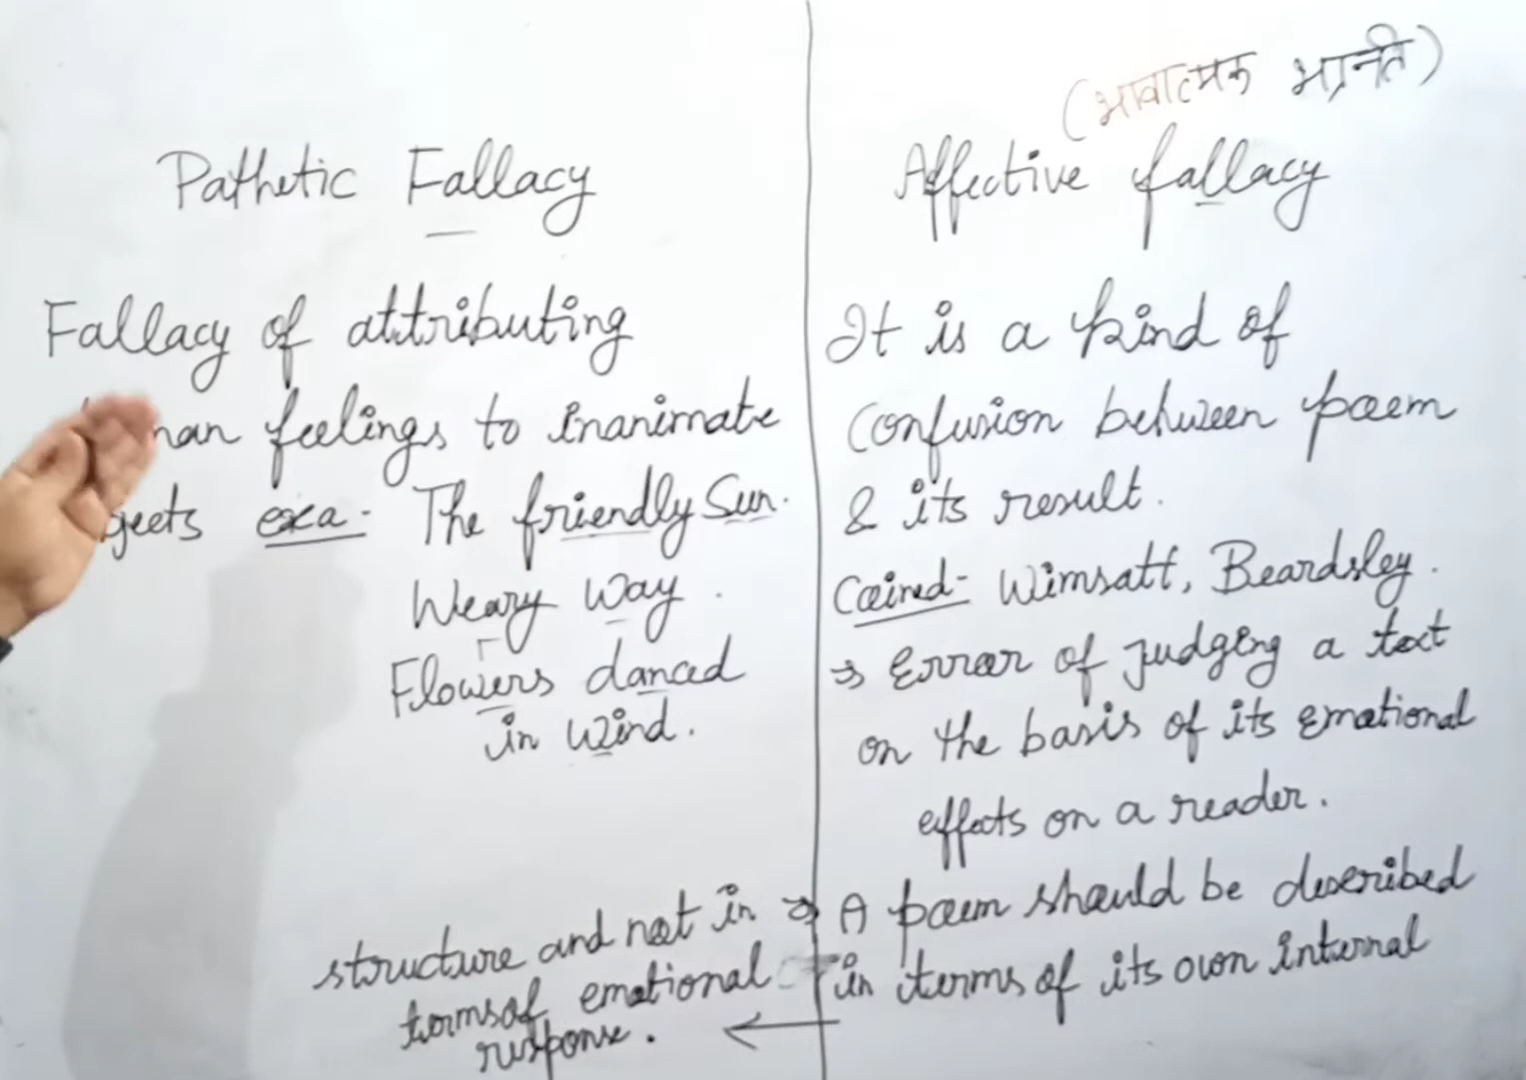 Pathetic Fallacy
Fallacy of attributing
feelings to inanimate
exa- The friendly Sun.
Weary way.
Flowers danced
in wind.
(भावात्मक भ्रान्ति)
Affective fallacy
It is a kind of
Confusion between poem
& its result.
Coined- Wimsatt, Beardsley.
⇒ Error of judging a text
on the basis of its emotional
effects on a reader.
⇒ A poem should be described
in terms of its own internal
←
structure and not in
terms of emotional
response.